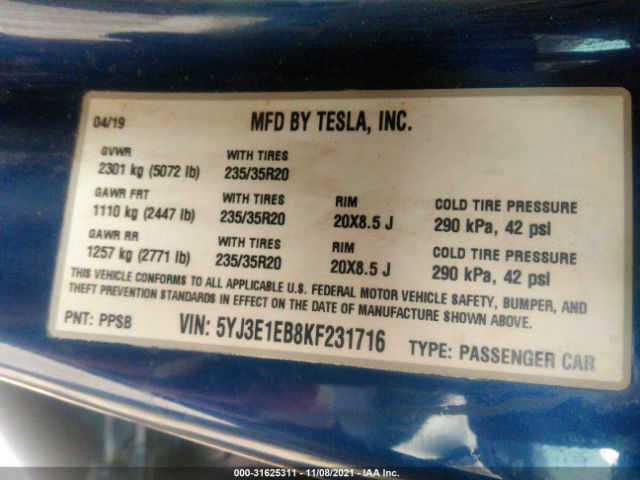 04/19 MFD BY TESLA, INC.
GVWR WITH TIRES
2301 kg (5072 lb) 235/35R20
GAWR FRT WITH TIRES RIM COLD TIRE PRESSURE
1110 kg (2447 lb) 235/35R20 20X8.5 J 290 kPa, 42 psi
GAWR RR WITH TIRES RIM COLD TIRE PRESSURE
1257 kg (2771 lb) 235/35R20 20X8.5 J 290 kPa, 42 psi
THIS VEHICLE CONFORMS TO ALL APPLICABLE U.S. FEDERAL MOTOR VEHICLE SAFETY, BUMPER, AND
THEFT PREVENTION STANDARDS IN EFFECT ON THE DATE OF MANUFACTURE SHOWN ABOVE.
PNT: PPSB VIN: 5YJ3E1EB8KF231716 TYPE: PASSENGER CAR
000-31625311 - 11/08/2021 - IAA Inc.